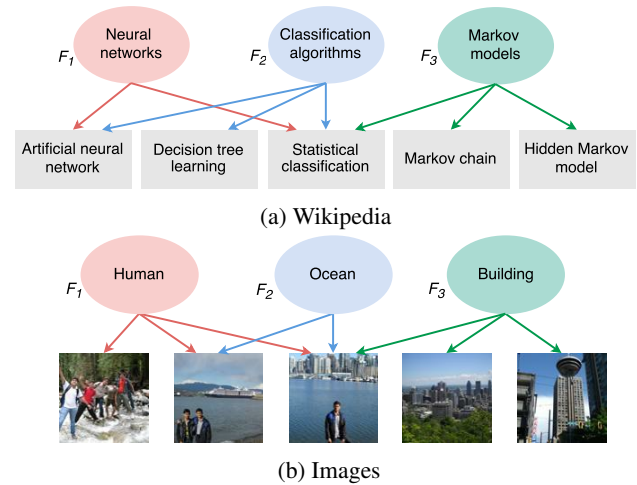 Neural
networks
Classification
algorithms
Markov
models
F1
F2
F3
Artificial neural
network
Decision tree
learning
Statistical
classification
Markov chain
Hidden Markov
model
(a) Wikipedia
Human
Ocean
Building
F1
F2
F3
(b) Images